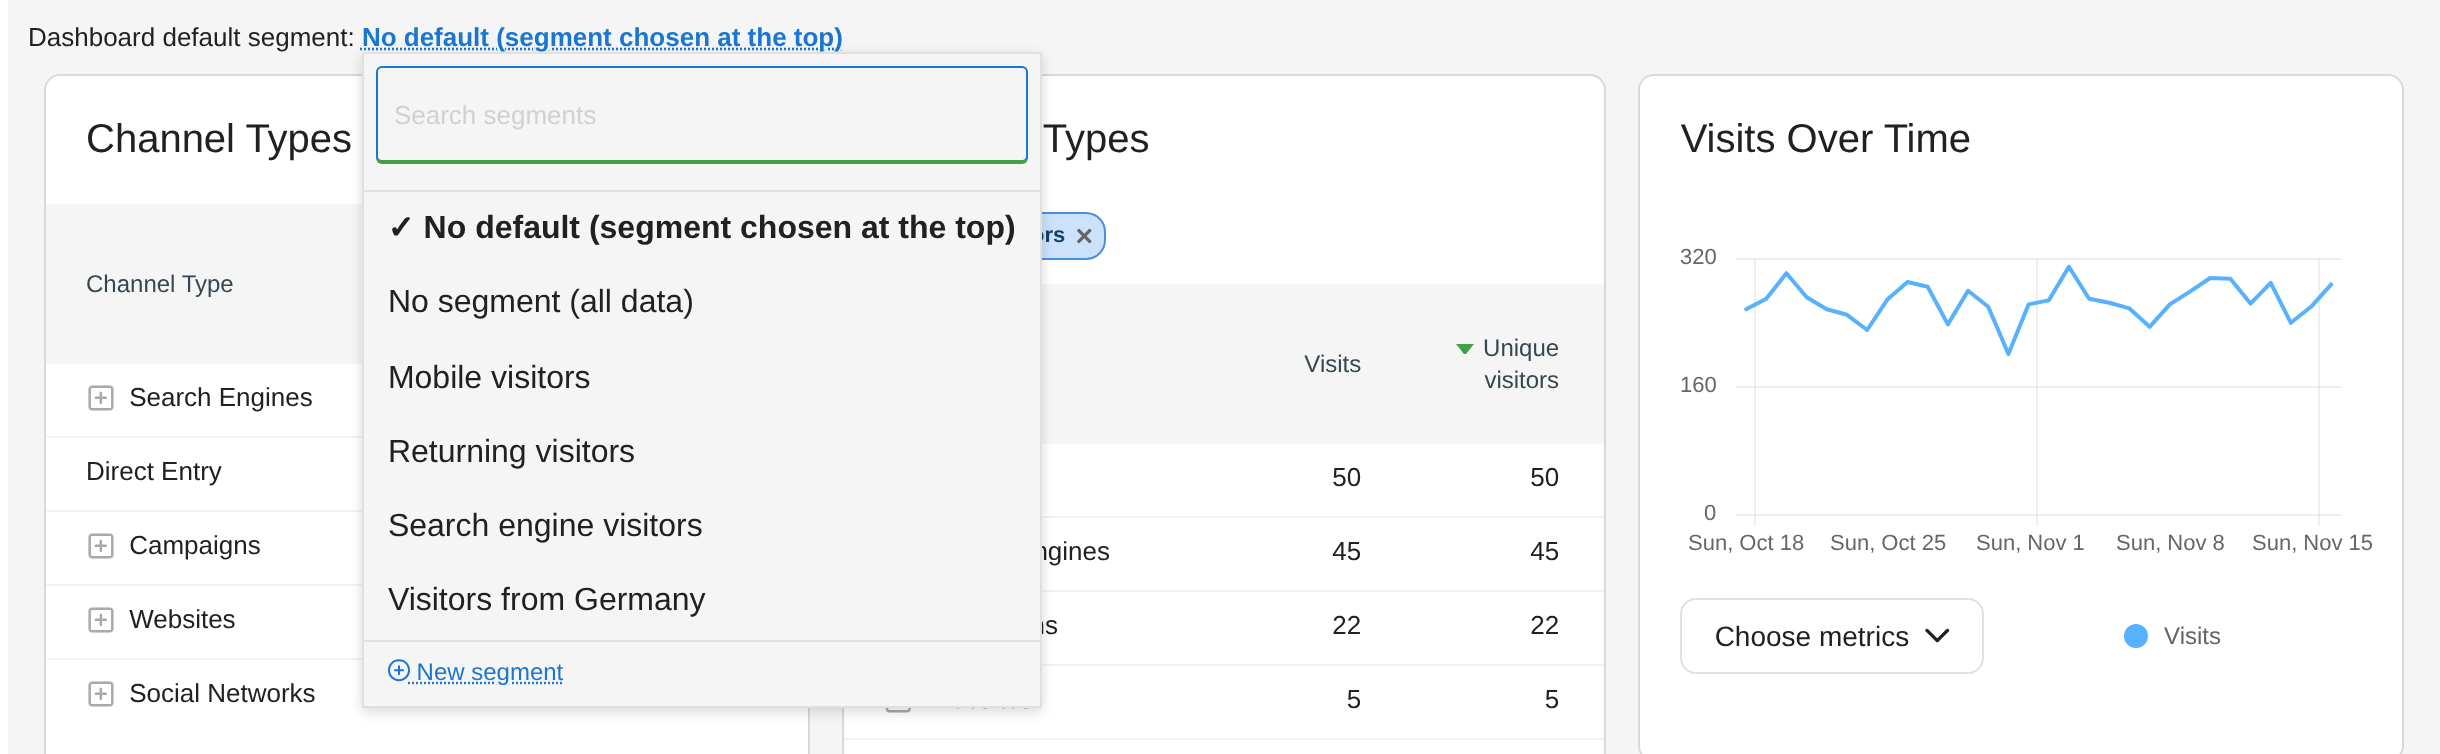 Dashboard default segment: No default (segment chosen at the top)
Search segments
✓ No default (segment chosen at the top)
No segment (all data)
Mobile visitors
Returning visitors
Search engine visitors
Visitors from Germany
New segment
Channel Types
Channel Type
Search Engines
Direct Entry
Campaigns
Websites
Social Networks
Types
Visits
Unique
visitors
50 50
45 45
22 22
5 5
Visits Over Time
320
160
0
Sun, Oct 18 Sun, Oct 25 Sun, Nov 1 Sun, Nov 8 Sun, Nov 15
Choose metrics
Visits